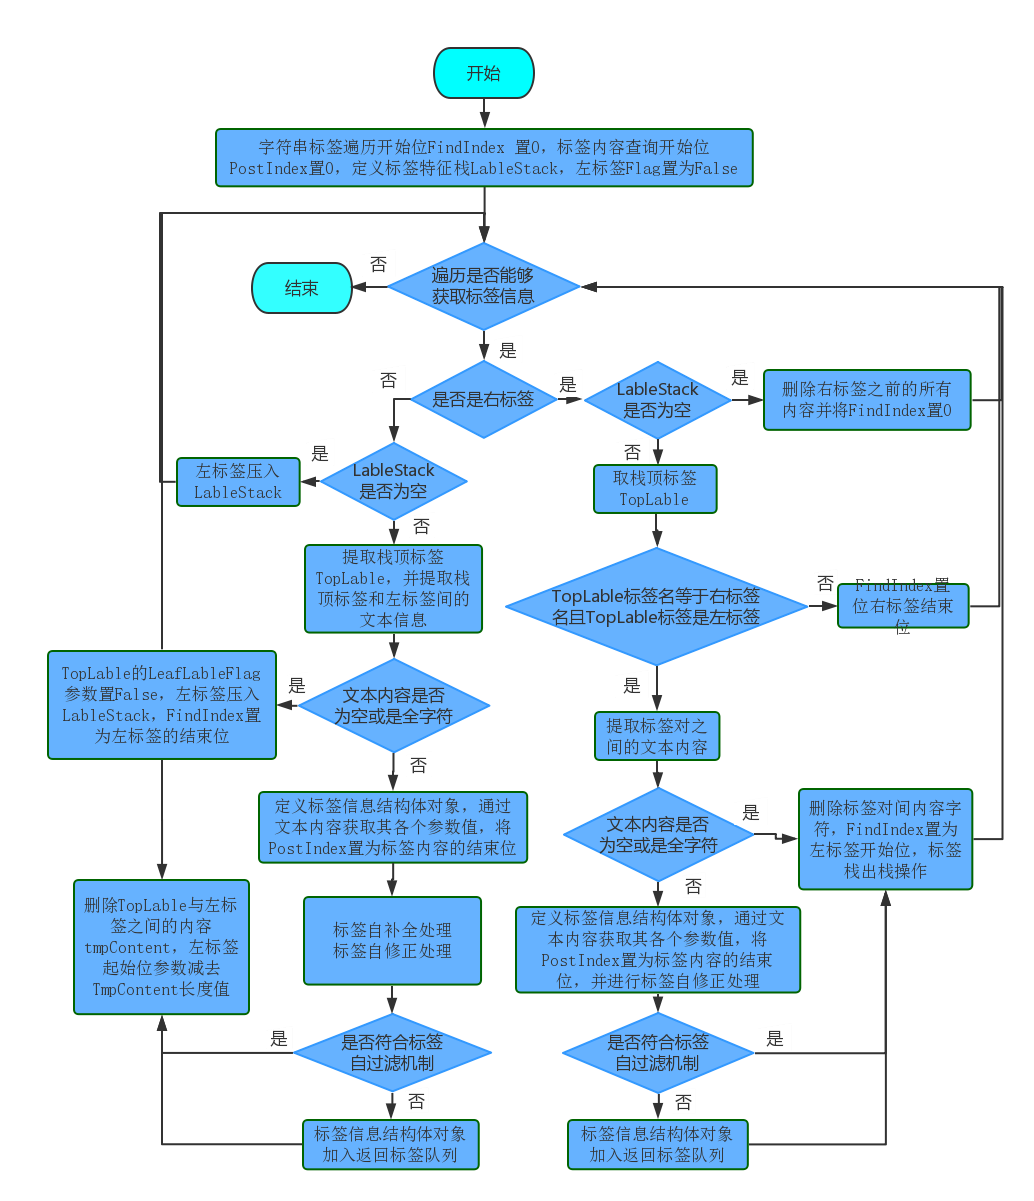 开始
字符串标签遍历开始位FindIndex 置0，标签内容查询开始位
PostIndex置0，定义标签特征栈LableStack，左标签Flag置为False
遍历是否能够
获取标签信息
否
结束
是
是否是右标签
否
是
LableStack
是否为空
是
删除右标签之前的所有
内容并将FindIndex置0
否
取栈顶标签
TopLable
LableStack
是否为空
是
左标签压入
LableStack
否
提取栈顶标签
TopLable，并提取栈
顶标签和左标签间的
文本信息
TopLable标签名等于右标签
名且TopLable标签是左标签
否
FindIndex置
位右标签结束
位
是
提取标签对之
间的文本内容
文本内容是否
为空或是全字符
是
TopLable的LeafLableFlag
参数置False，左标签压入
LableStack，FindIndex置
为左标签的结束位
否
定义标签信息结构体对象，通过
文本内容获取其各个参数值，将
PostIndex置为标签内容的结束位
文本内容是否
为空或是全字符
是
删除标签对间内容字
符，FindIndex置为
左标签开始位，标签
栈出栈操作
否
定义标签信息结构体对象，通过文
本内容获取其各个参数值，将
PostIndex置为标签内容的结束
位，并进行标签自修正处理
标签自补全处理
标签自修正处理
删除TopLable与左标
签之间的内容
tmpContent，左标签
起始位参数减去
TmpContent长度值
是否符合标签
自过滤机制
是
否
标签信息结构体对象
加入返回标签队列
是否符合标签
自过滤机制
是
否
标签信息结构体对象
加入返回标签队列